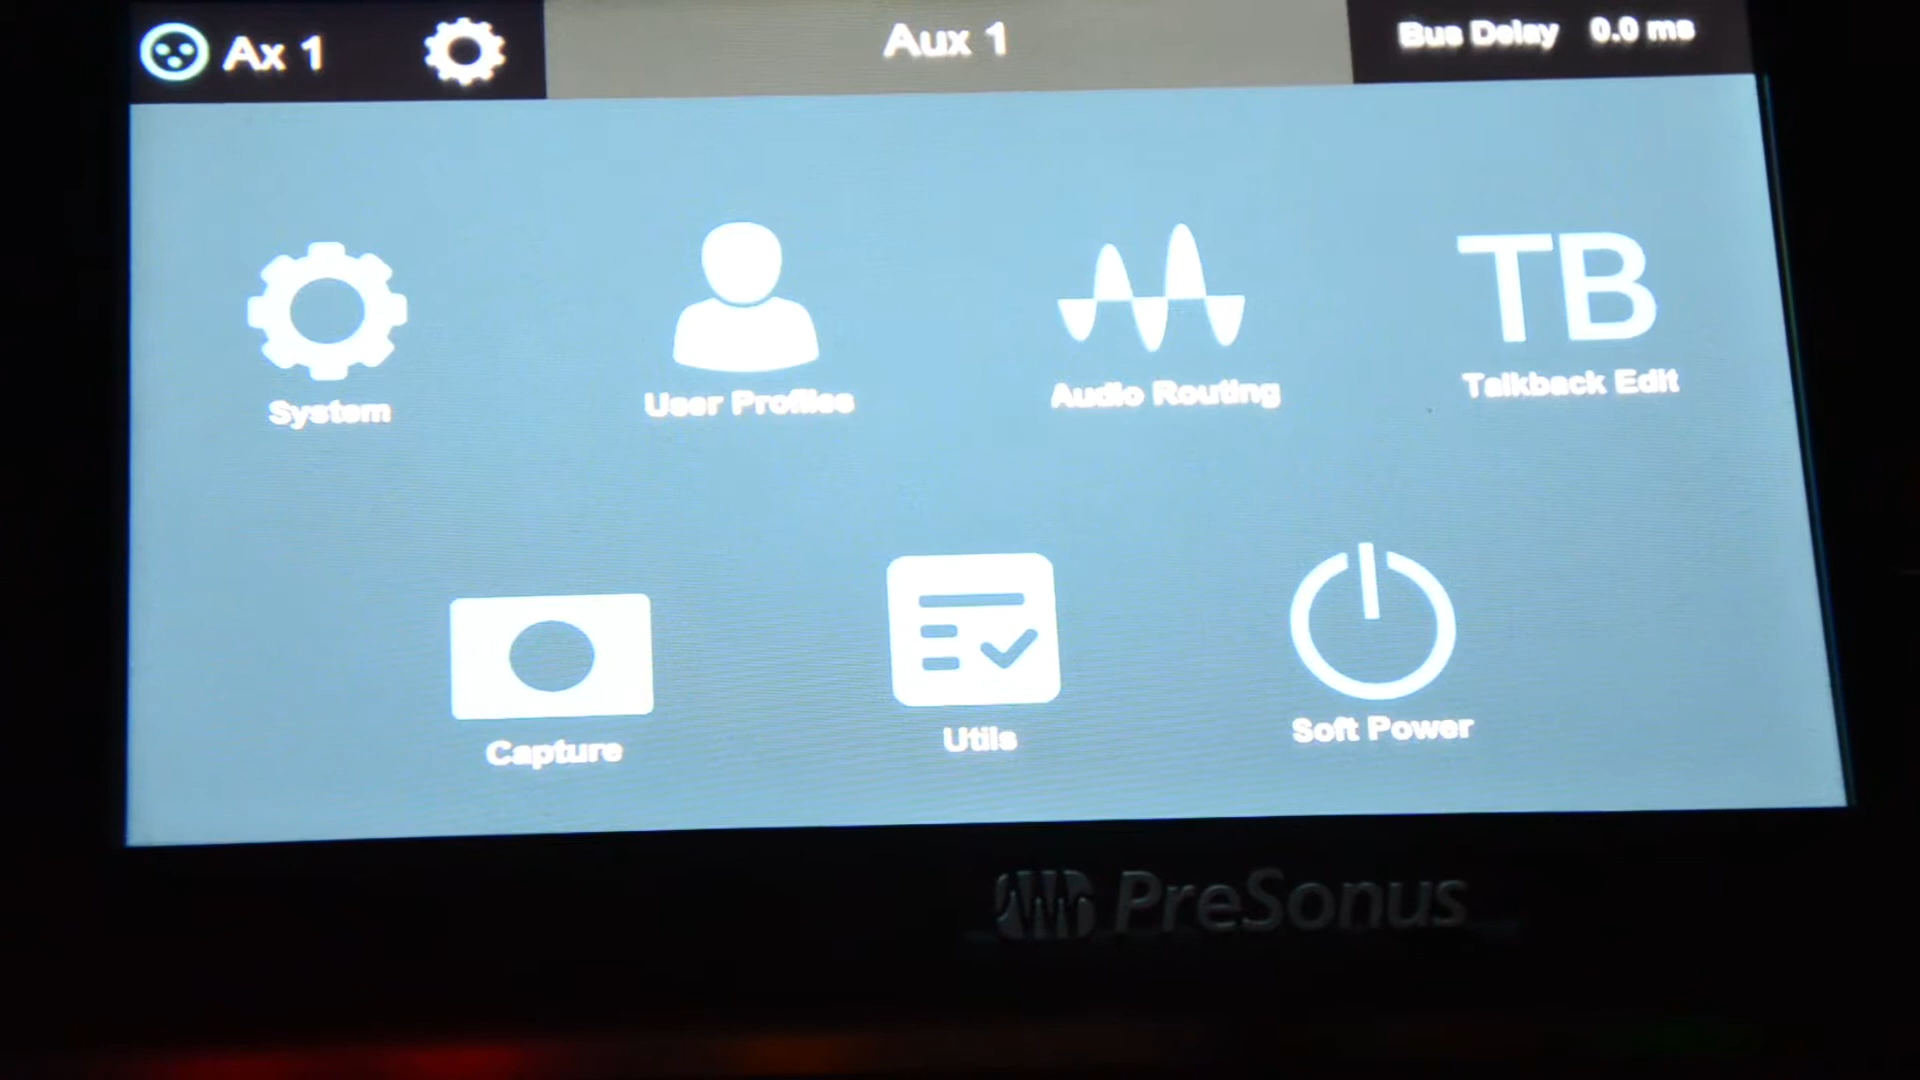 Ax 1
Aux 1
Bus Delay 0.0 ms
System
User Profiles
Audio Routing
TB
Talkback Edit
Capture
Utils
Soft Power
PreSonus